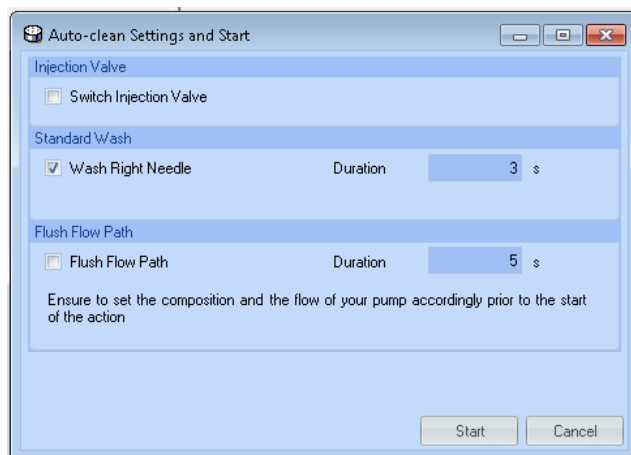 Auto-clean Settings and Start
Injection Valve
Switch Injection Valve
Standard Wash
Wash Right Needle Duration 3 s
Flush Flow Path
Flush Flow Path Duration 5 s
Ensure to set the composition and the flow of your pump accordingly prior to the start
of the action
Start Cancel